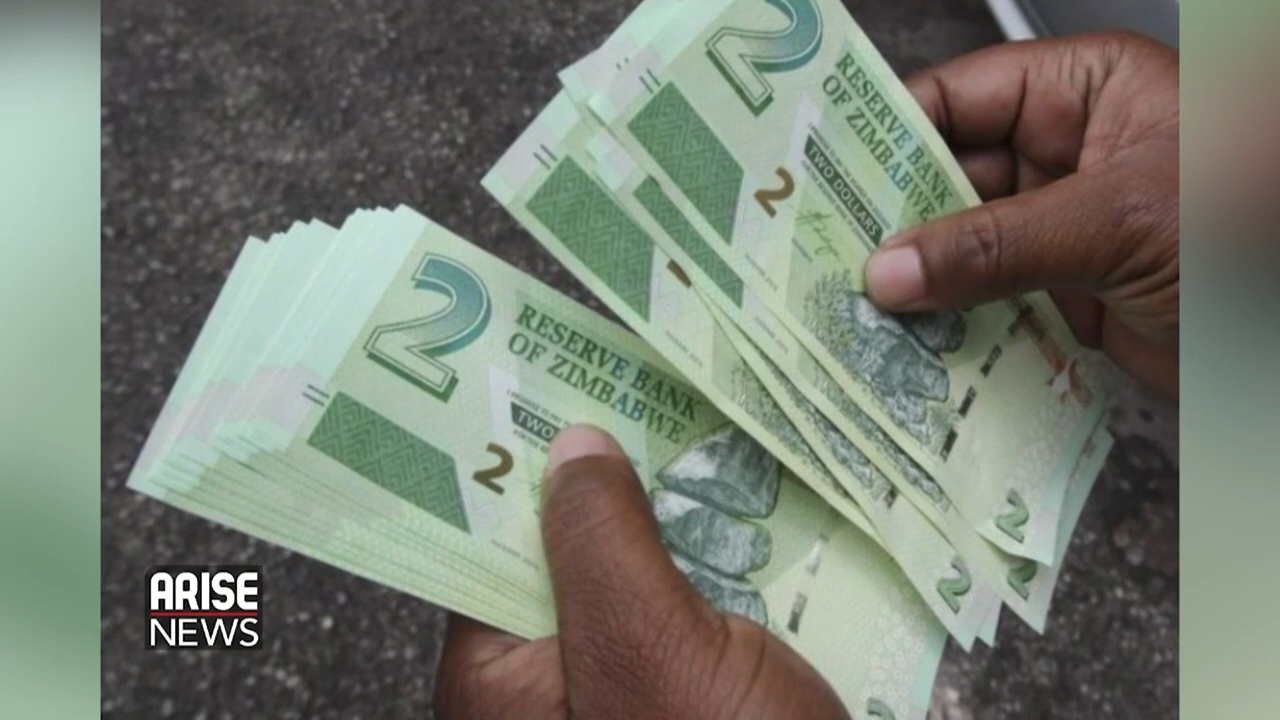 2
RESERVE BANK
OF ZIMBABWE
TWO DOLLARS
2
2
2
2
2
RESERVE BANK
OF ZIMBABWE
TWO
2
ARISE
NEWS